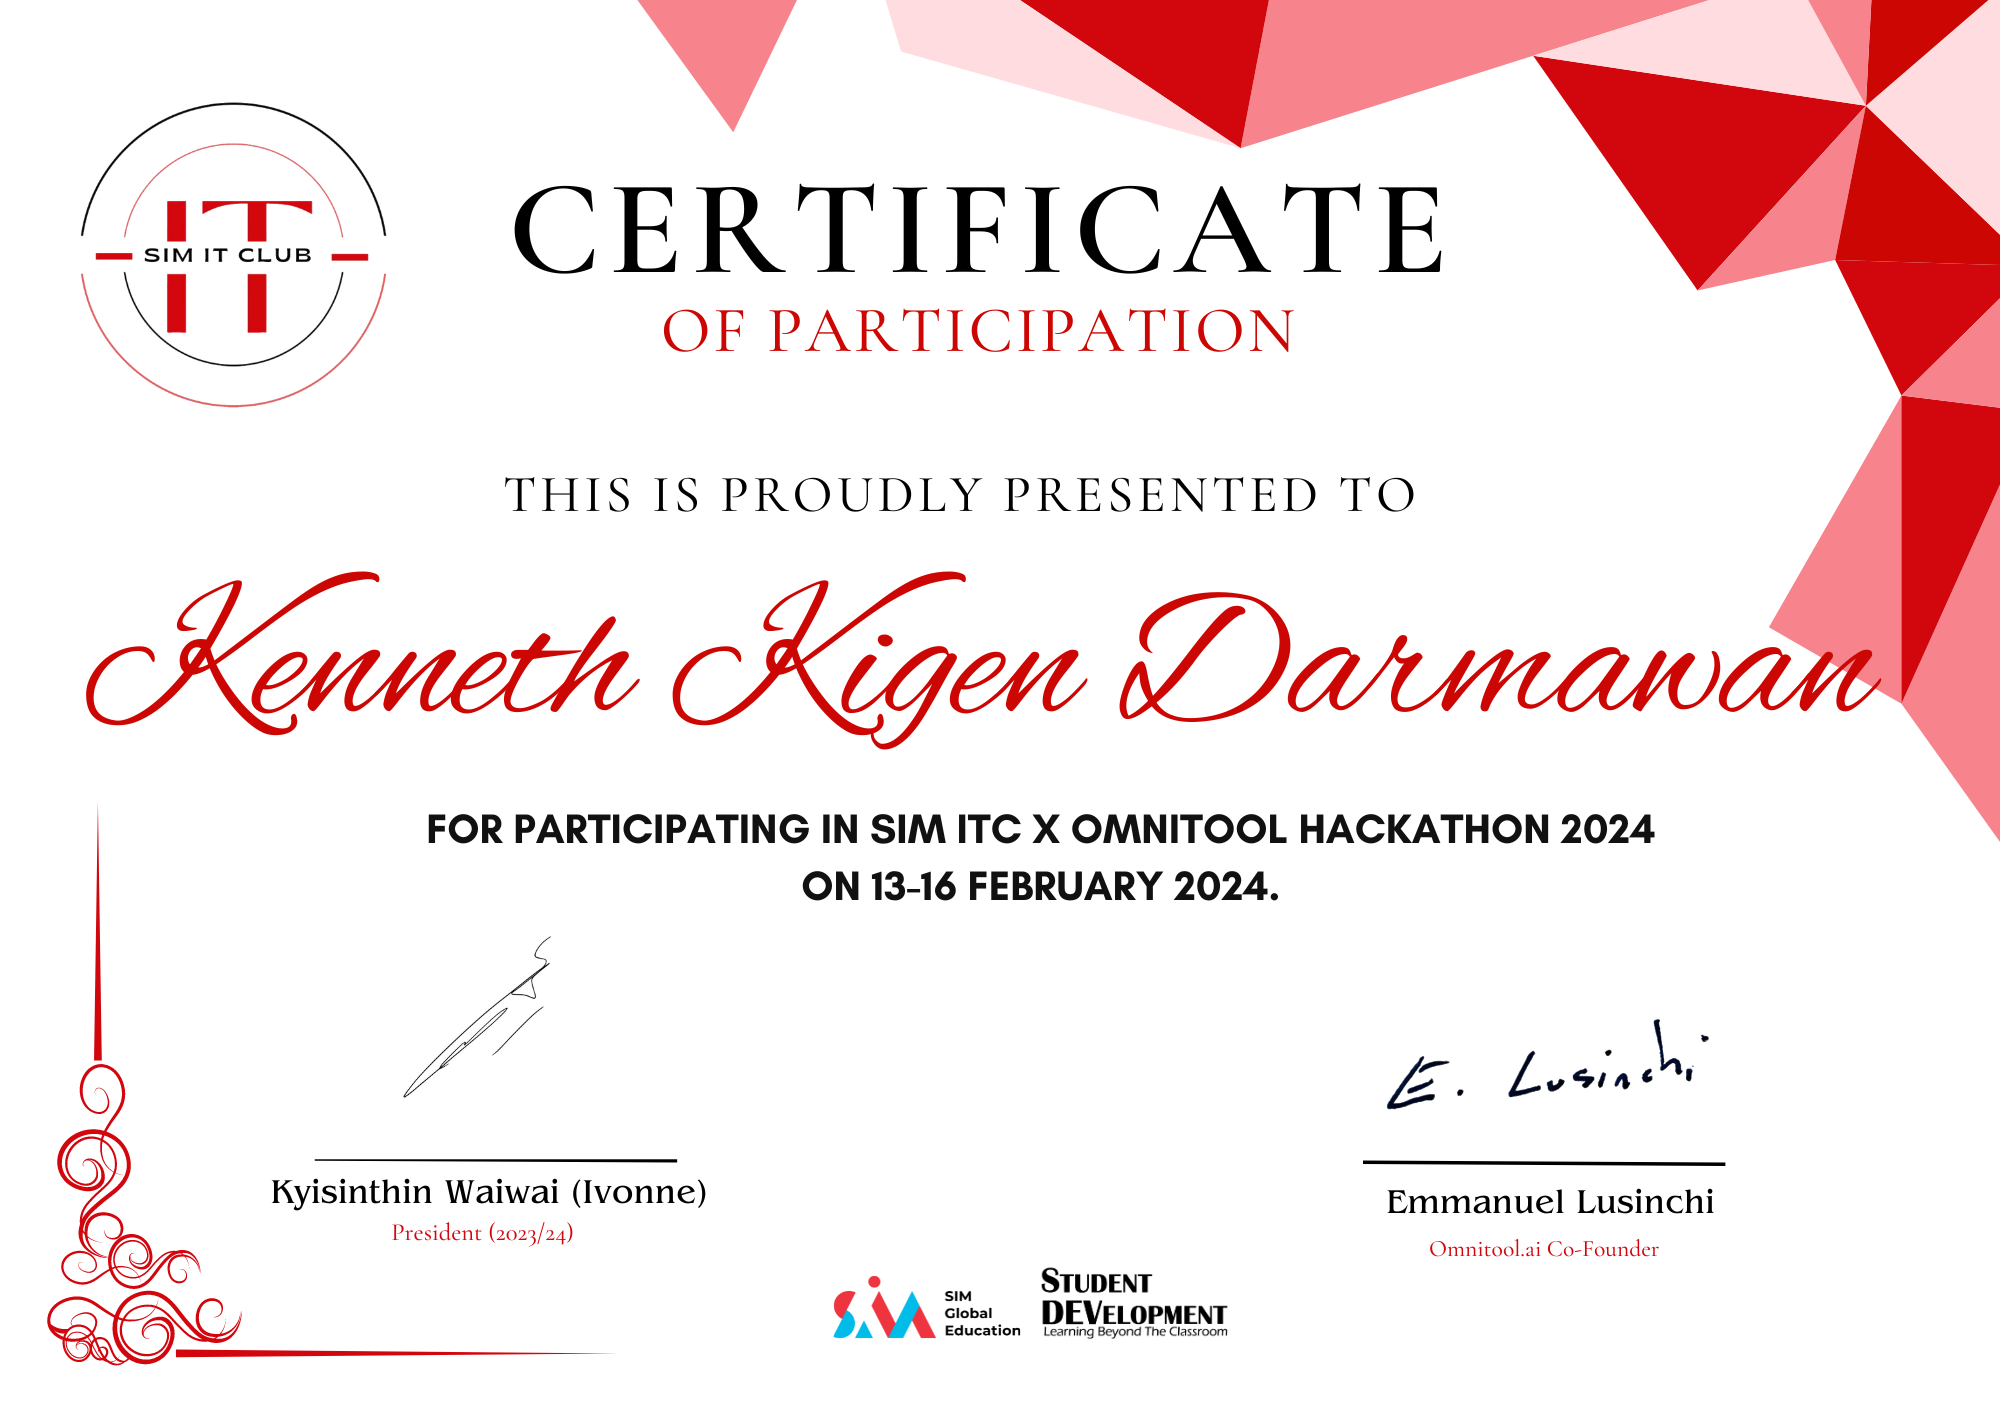 IT
SIM IT CLUB
CERTIFICATE
OF PARTICIPATION
THIS IS PROUDLY PRESENTED TO
Kenneth Kigen Darmawan
FOR PARTICIPATING IN SIM ITC X OMNITOOL HACKATHON 2024
ON 13-16 FEBRUARY 2024.
E. Lusinchi
Kyisinthin Waiwai (Ivonne)
President (2023/24)
Emmanuel Lusinchi
Omnitool.ai Co-Founder
SIM
SIM
Global
Education
STUDENT
DEVELOPMENT
Learning Beyond The Classroom